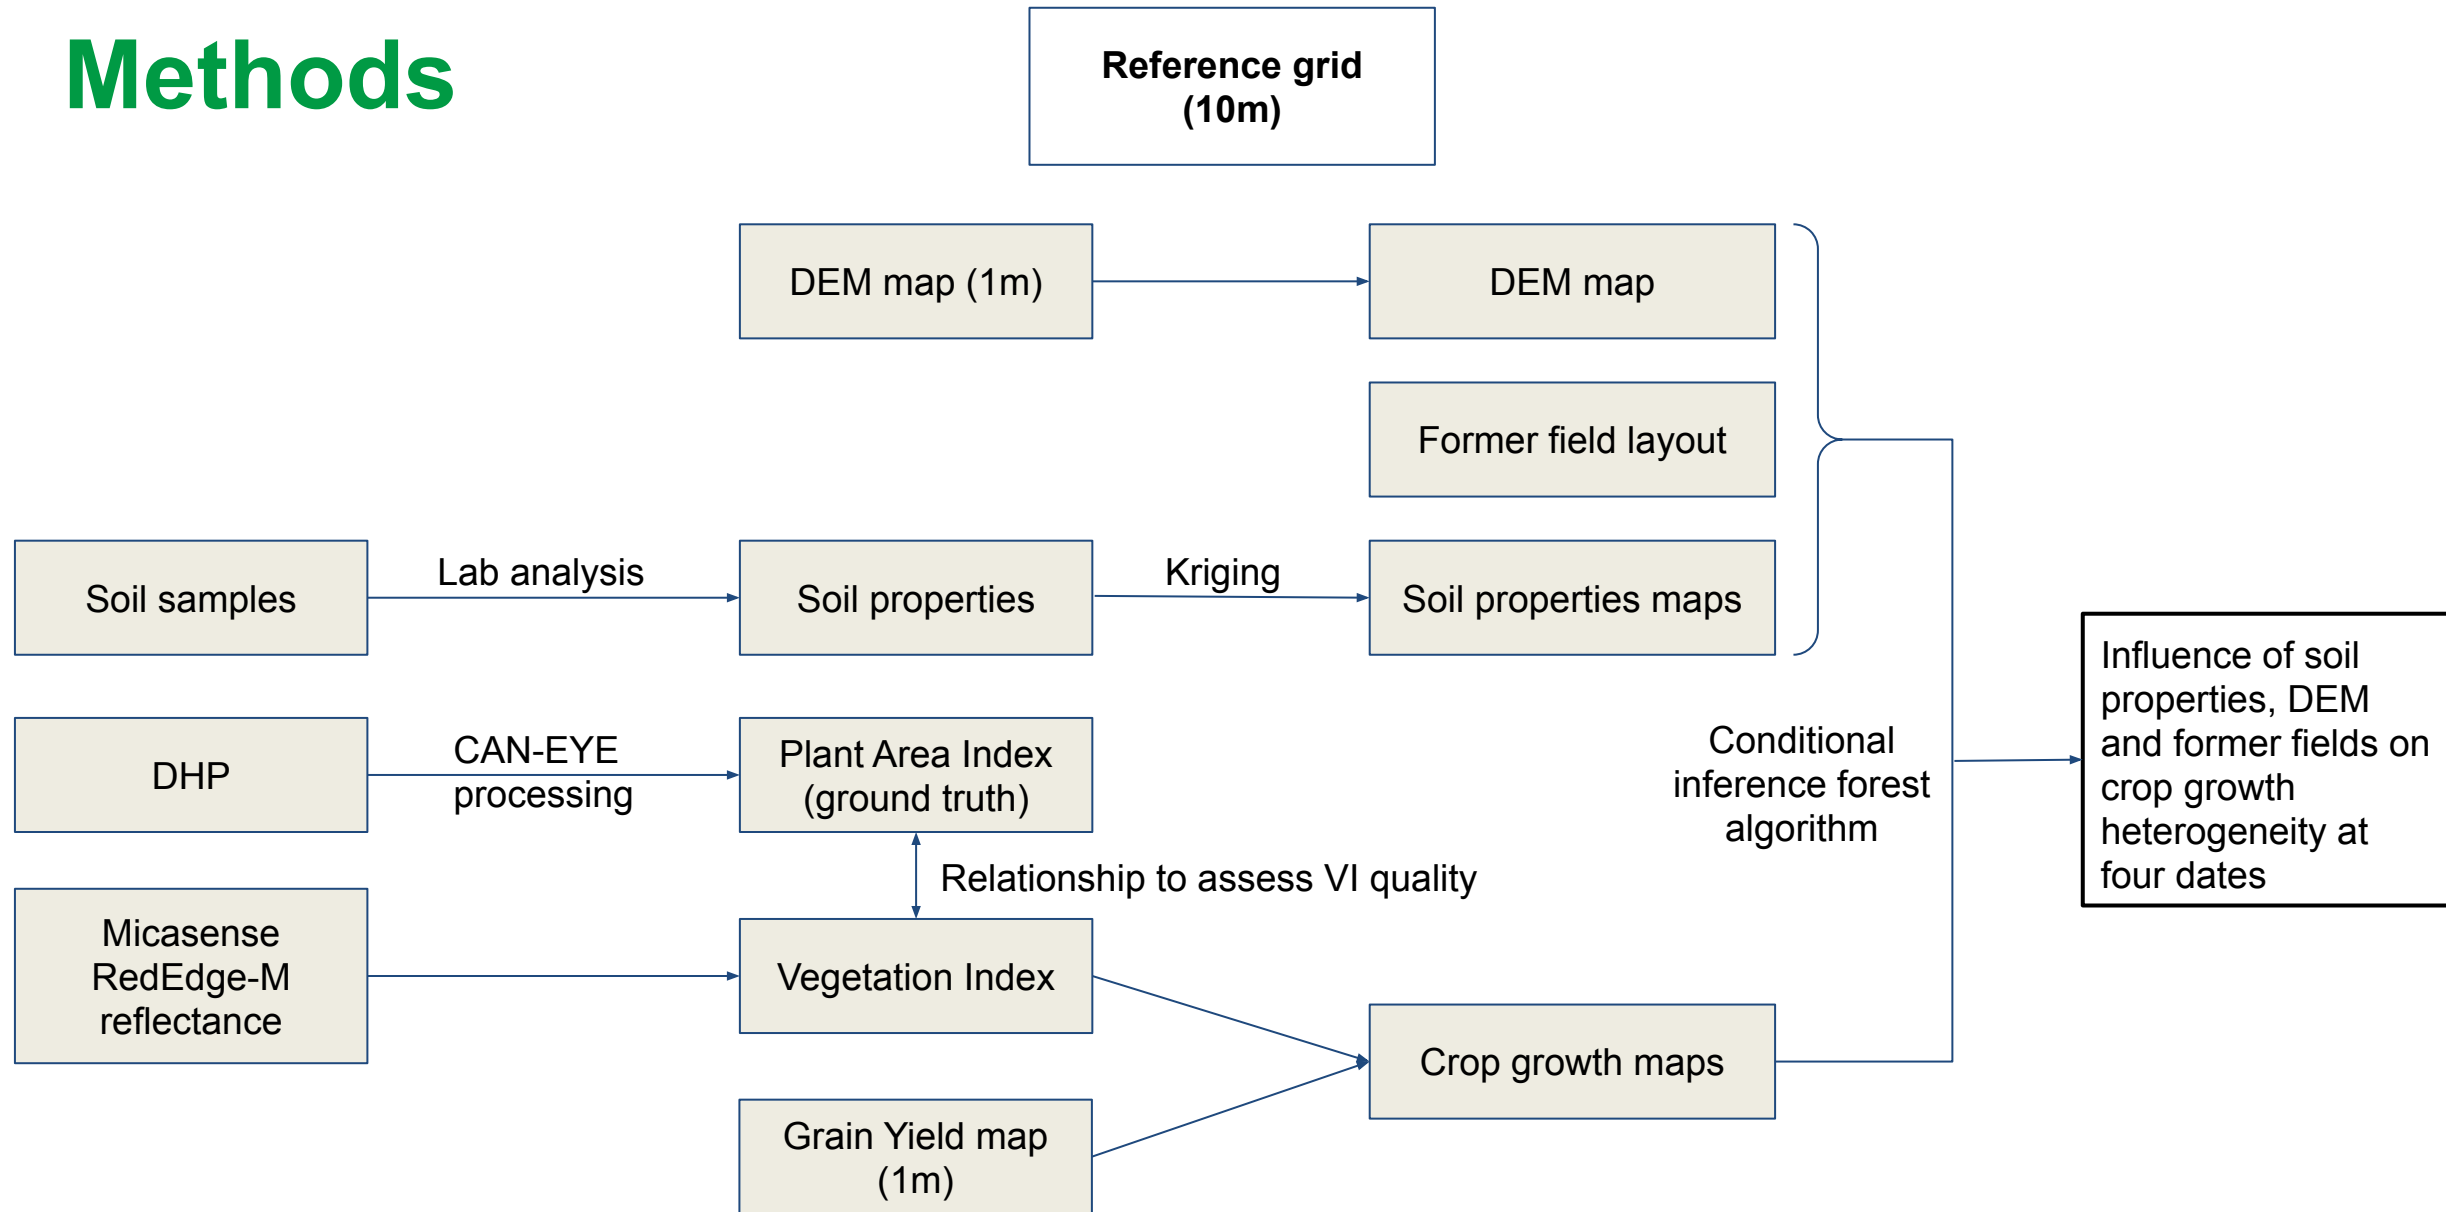 Methods
Reference grid
(10m)
DEM map (1m)
DEM map
Former field layout
Soil samples
Lab analysis
Soil properties
Kriging
Soil properties maps
DHP
CAN-EYE
processing
Plant Area Index
(ground truth)
Relationship to assess VI quality
Micasense
RedEdge-M
reflectance
Vegetation Index
Grain Yield map
(1m)
Crop growth maps
Conditional
inference forest
algorithm
Influence of soil
properties, DEM
and former fields on
crop growth
heterogeneity at
four dates